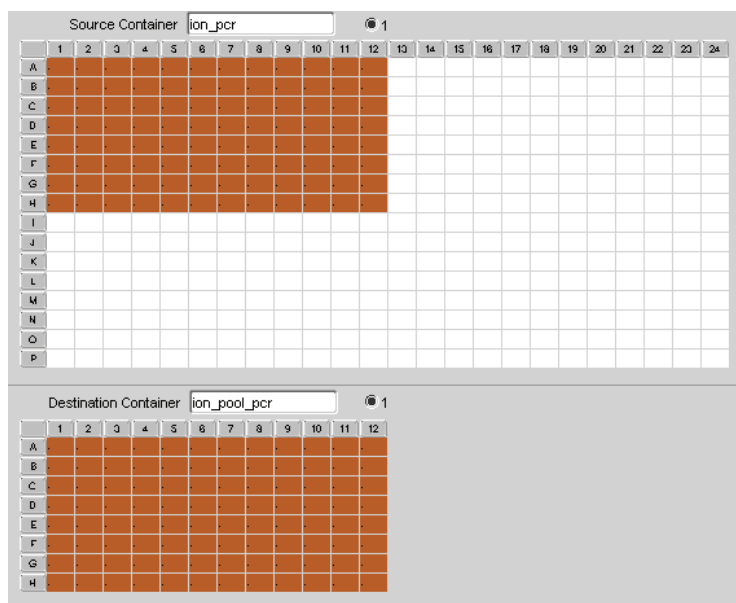 Source Container ion_pcr 1
1 2 3 4 5 6 7 8 9 10 11 12 13 14 15 16 17 18 19 20 21 22 23 24
A
B
C
D
E
F
G
H
I
J
K
L
M
N
O
P
Destination Container ion_pool_pcr 1
1 2 3 4 5 6 7 8 9 10 11 12
A
B
C
D
E
F
G
H